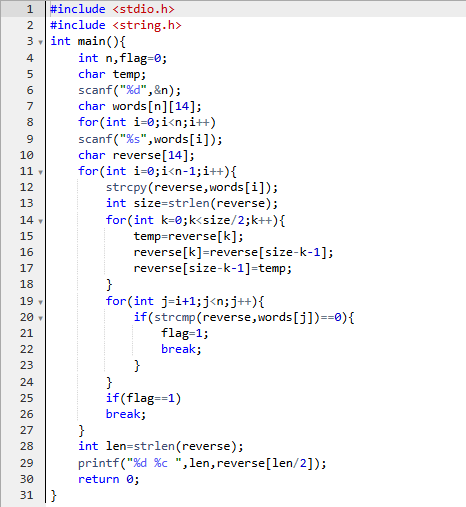 1 #include <stdio.h>
2 #include <string.h>
3 int main(){
4     int n,flag=0;
5     char temp;
6     scanf("%d",&n);
7     char words[n][14];
8     for(int i=0;i<n;i++)
9     scanf("%s",words[i]);
10     char reverse[14];
11     for(int i=0;i<n-1;i++){
12         strcpy(reverse,words[i]);
13         int size=strlen(reverse);
14         for(int k=0;k<size/2;k++){
15             temp=reverse[k];
16             reverse[k]=reverse[size-k-1];
17             reverse[size-k-1]=temp;
18         }
19         for(int j=i+1;j<n;j++){
20             if(strcmp(reverse,words[j])==0){
21                 flag=1;
22                 break;
23             }
24         }
25         if(flag==1)
26         break;
27     }
28     int len=strlen(reverse);
29     printf("%d %c ",len,reverse[len/2]);
30     return 0;
31 }